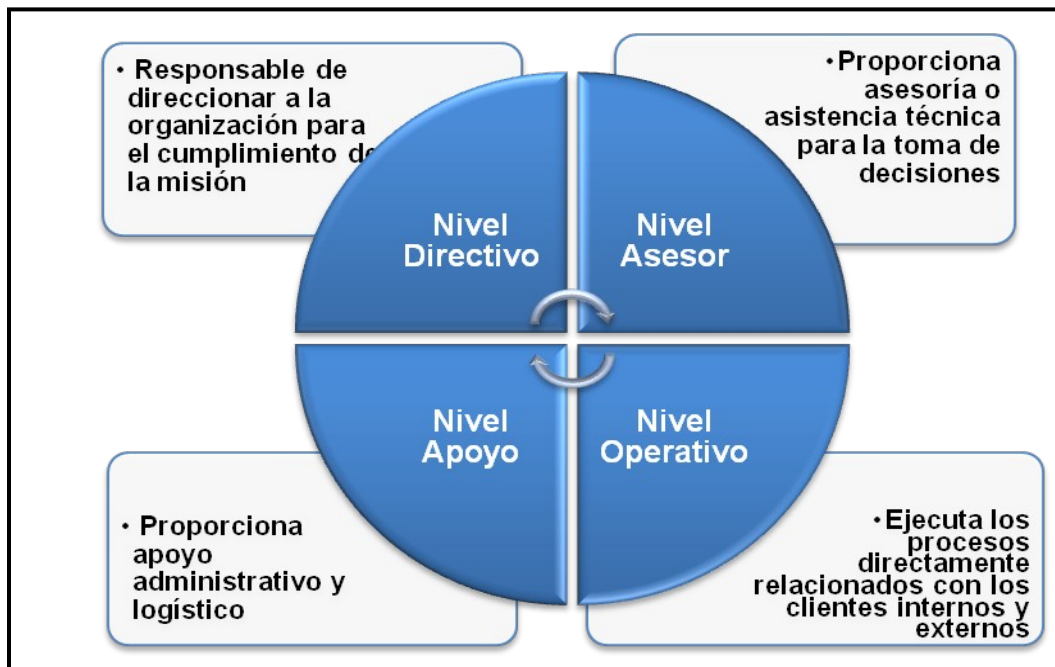 • Responsable de
direccionar a la
organización para
el cumplimiento de
la misión
•Proporciona
asesoría o
asistencia técnica
para la toma de
decisiones
Nivel
Directivo
Nivel
Asesor
Nivel
Apoyo
Nivel
Operativo
• Proporciona
apoyo
administrativo y
logístico
•Ejecuta los
procesos
directamente
relacionados con los
clientes internos y
externos